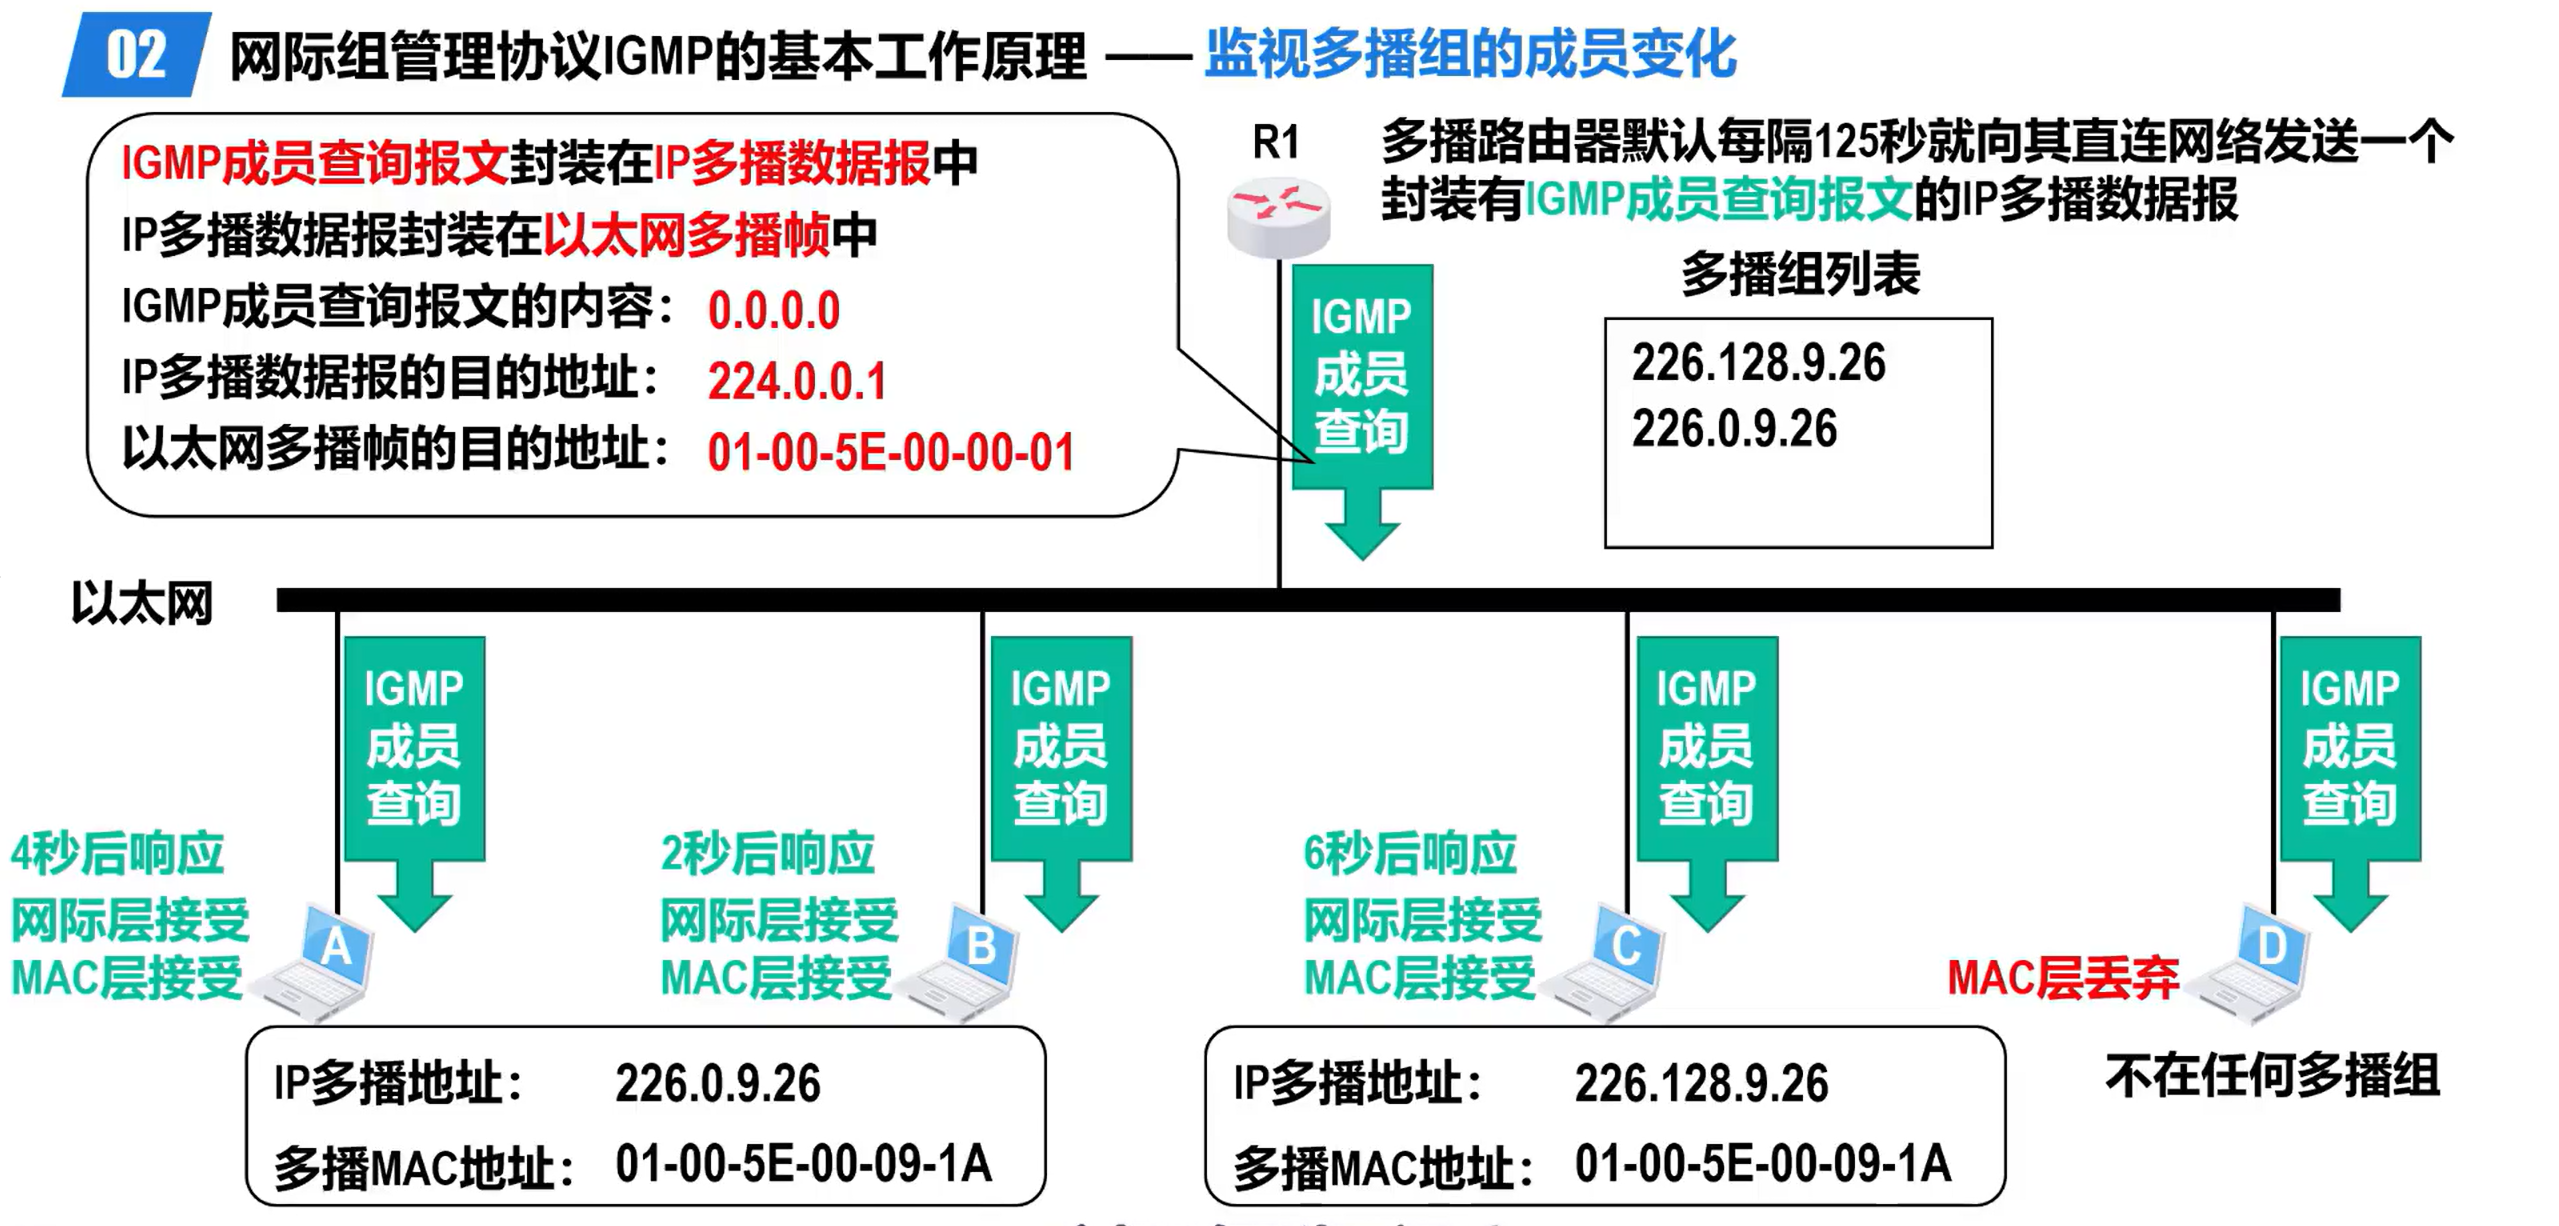 02 网际组管理协议IGMP的基本工作原理 —— 监视多播组的成员变化
IGMP成员查询报文封装在IP多播数据报中
IP多播数据报封装在以太网多播帧中
IGMP成员查询报文的内容： 0.0.0.0
IP多播数据报的目的地址： 224.0.0.1
以太网多播帧的目的地址： 01-00-5E-00-00-01
R1
多播路由器默认每隔125秒就向其直连网络发送一个
封装有IGMP成员查询报文的IP多播数据报
IGMP
成员
查询
多播组列表
226.128.9.26
226.0.9.26
以太网
IGMP
成员
查询
4秒后响应
网际层接受
MAC层接受
A
IGMP
成员
查询
2秒后响应
网际层接受
MAC层接受
B
IGMP
成员
查询
6秒后响应
网际层接受
MAC层接受
C
IGMP
成员
查询
MAC层丢弃
D
IP多播地址： 226.0.9.26
多播MAC地址： 01-00-5E-00-09-1A
IP多播地址： 226.128.9.26
多播MAC地址： 01-00-5E-00-09-1A
不在任何多播组